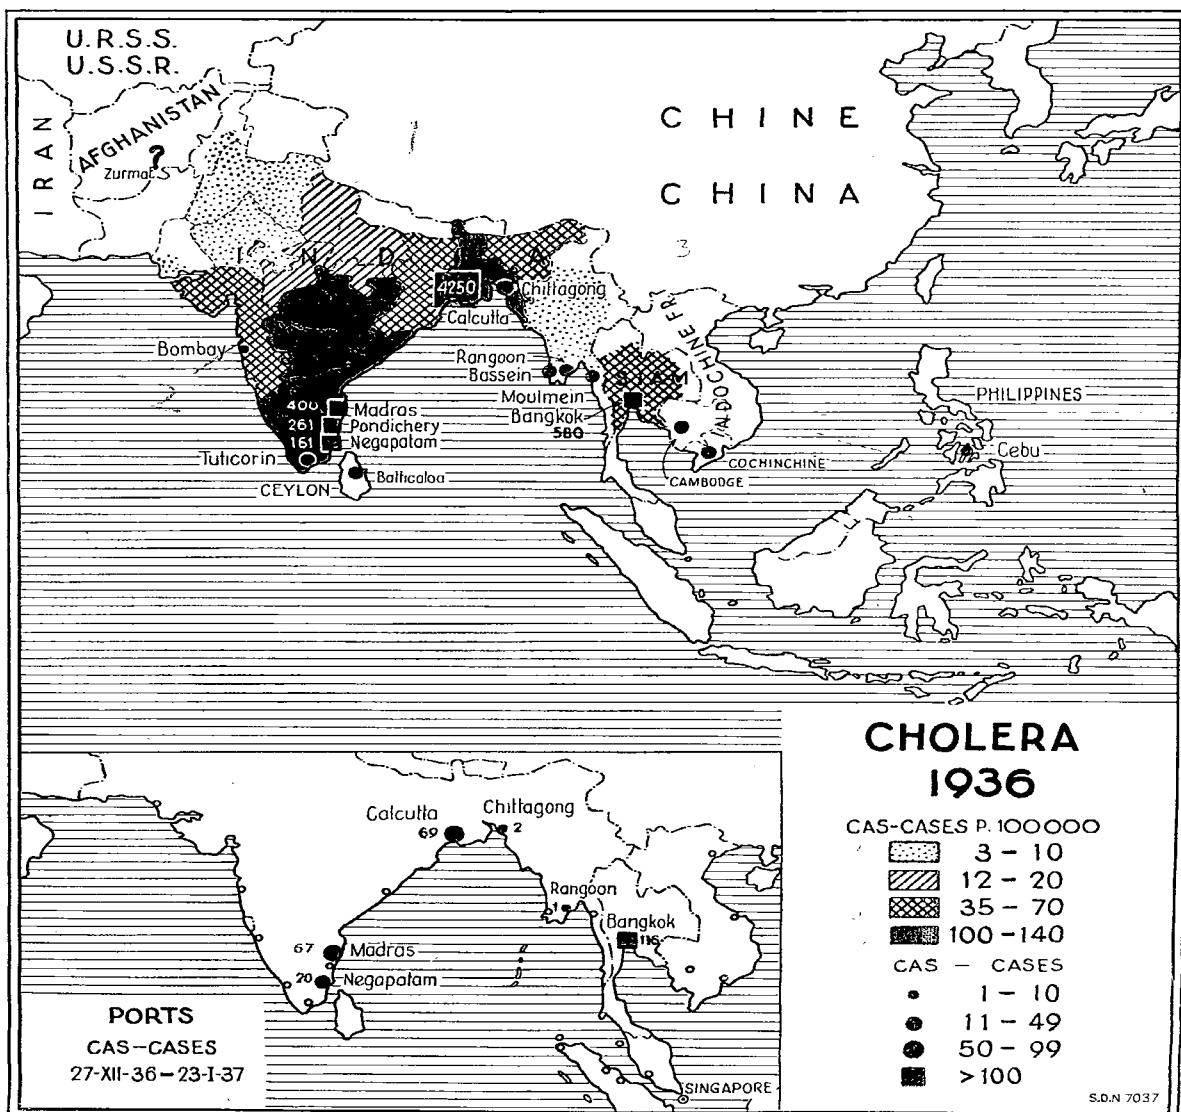 U.R.S.S.
U.S.S.R.
IRAN
AFGHANISTAN
?
Zurmat
CHINE
CHINA
INDIA
4250
Chittagong
Calcutta
Bombay
Rangoon
Bassein
Moulmein
Bangkok
580
SIAM
INDOCHINE FR.
PHILIPPINES
Cebu
400 Madras
261 Pondichery
161 Negapatam
Tuticorin
Batticaloa
CEYLON
COCHINCHINE
CAMBODGE
CHOLERA
1936
CAS-CASES P. 100000
3 - 10
12 - 20
35 - 70
100 - 140
CAS - CASES
1 - 10
11 - 49
50 - 99
>100
S.D.N 7037
Calcutta
69
Chittagong
2
Rangoon
1
Bangkok
116
67 Madras
20 Negapatam
SINGAPORE
PORTS
CAS-CASES
27-XII-36-23-I-37